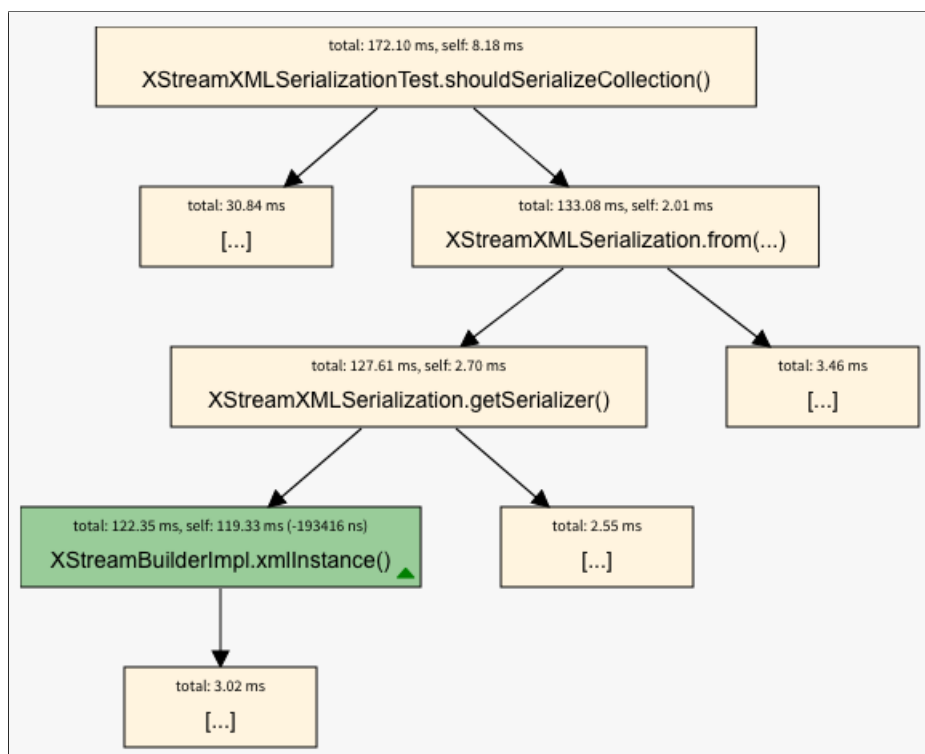 total: 172.10 ms, self: 8.18 ms
XStreamXMLSerializationTest.shouldSerializeCollection()
total: 30.84 ms
[...]
total: 133.08 ms, self: 2.01 ms
XStreamXMLSerialization.from(...)
total: 127.61 ms, self: 2.70 ms
XStreamXMLSerialization.getSerializer()
total: 3.46 ms
[...]
total: 122.35 ms, self: 119.33 ms (-193416 ns)
XStreamBuilderImpl.xmlInstance()
total: 2.55 ms
[...]
total: 3.02 ms
[...]